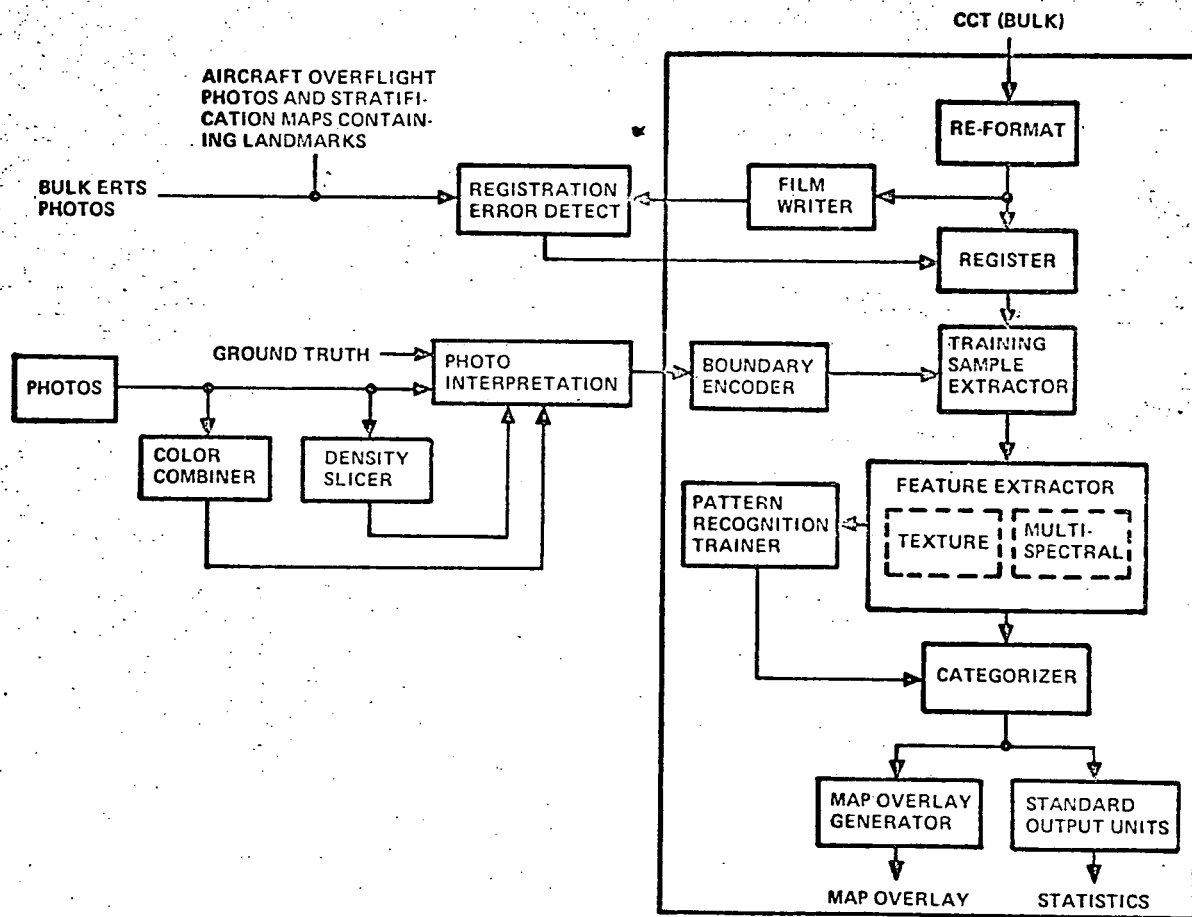 CCT (BULK)
AIRCRAFT OVERFLIGHT
PHOTOS AND STRATIFI-
CATION MAPS CONTAIN-
ING LANDMARKS
RE-FORMAT
BULK ERTS
PHOTOS
REGISTRATION
ERROR DETECT
FILM
WRITER
REGISTER
GROUND TRUTH
PHOTOS
PHOTO
INTERPRETATION
BOUNDARY
ENCODER
TRAINING
SAMPLE
EXTRACTOR
COLOR
COMBINER
DENSITY
SLICER
PATTERN
RECOGNITION
TRAINER
FEATURE EXTRACTOR
TEXTURE
MULTI-
SPECTRAL
CATEGORIZER
MAP OVERLAY
GENERATOR
STANDARD
OUTPUT UNITS
MAP OVERLAY
STATISTICS